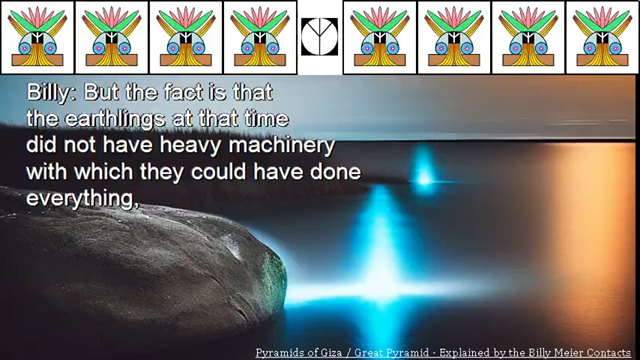 Billy: But the fact is that
the earthlings at that time
did not have heavy machinery
with which they could have done
everything,
Pyramids of Giza / Great Pyramid - Explained by the Billy Meier Contacts